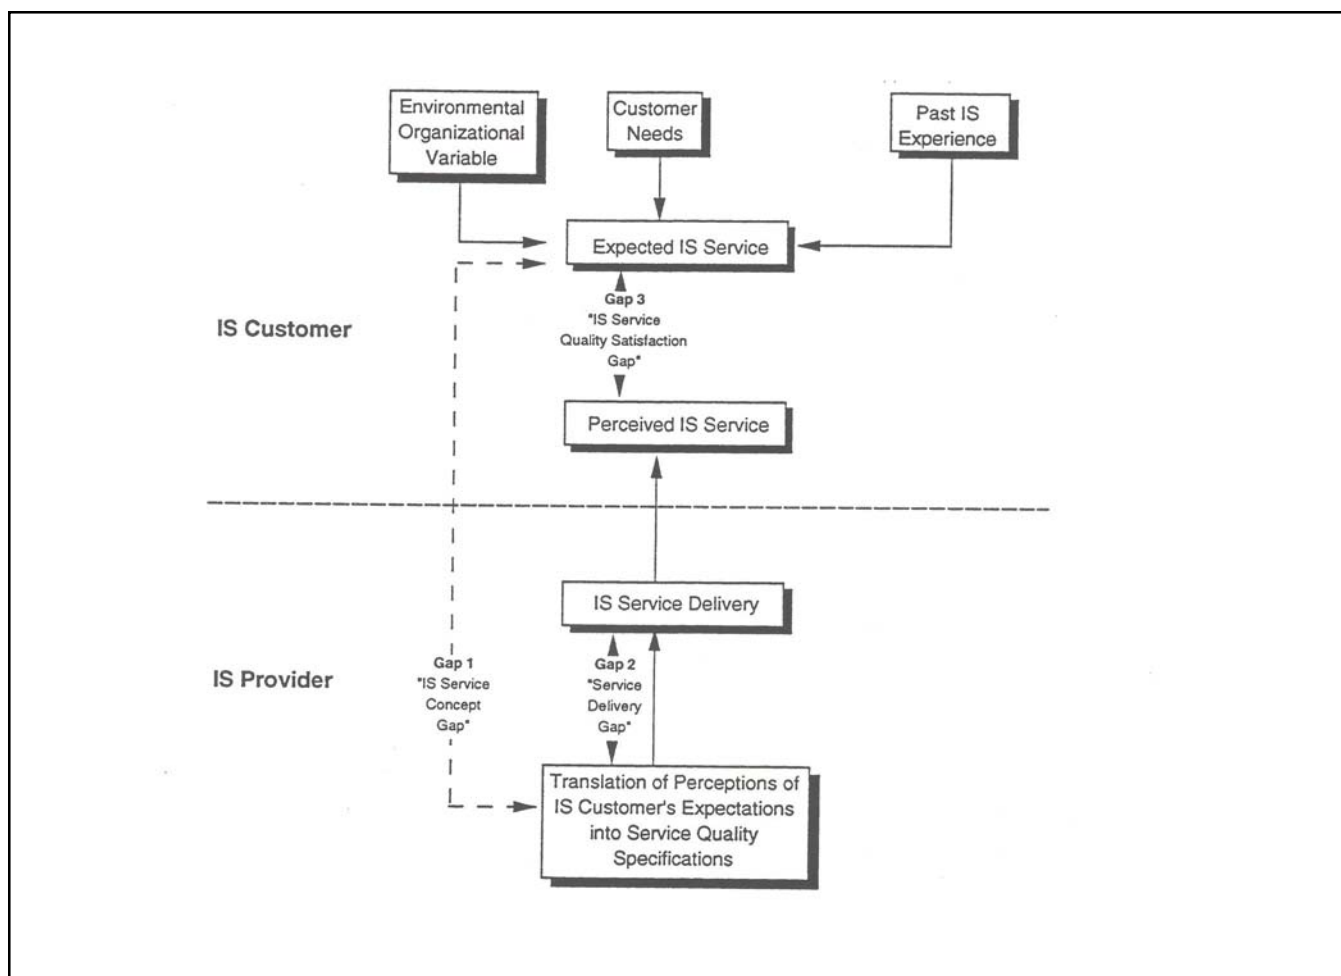 Environmental
Organizational
Variable
Customer
Needs
Past IS
Experience
Expected IS Service
Gap 3
"IS Service
Quality Satisfaction
Gap"
IS Customer
Perceived IS Service
IS Service Delivery
IS Provider
Gap 1
"IS Service
Concept
Gap"
Gap 2
"Service
Delivery
Gap"
Translation of Perceptions of
IS Customer's Expectations
into Service Quality
Specifications